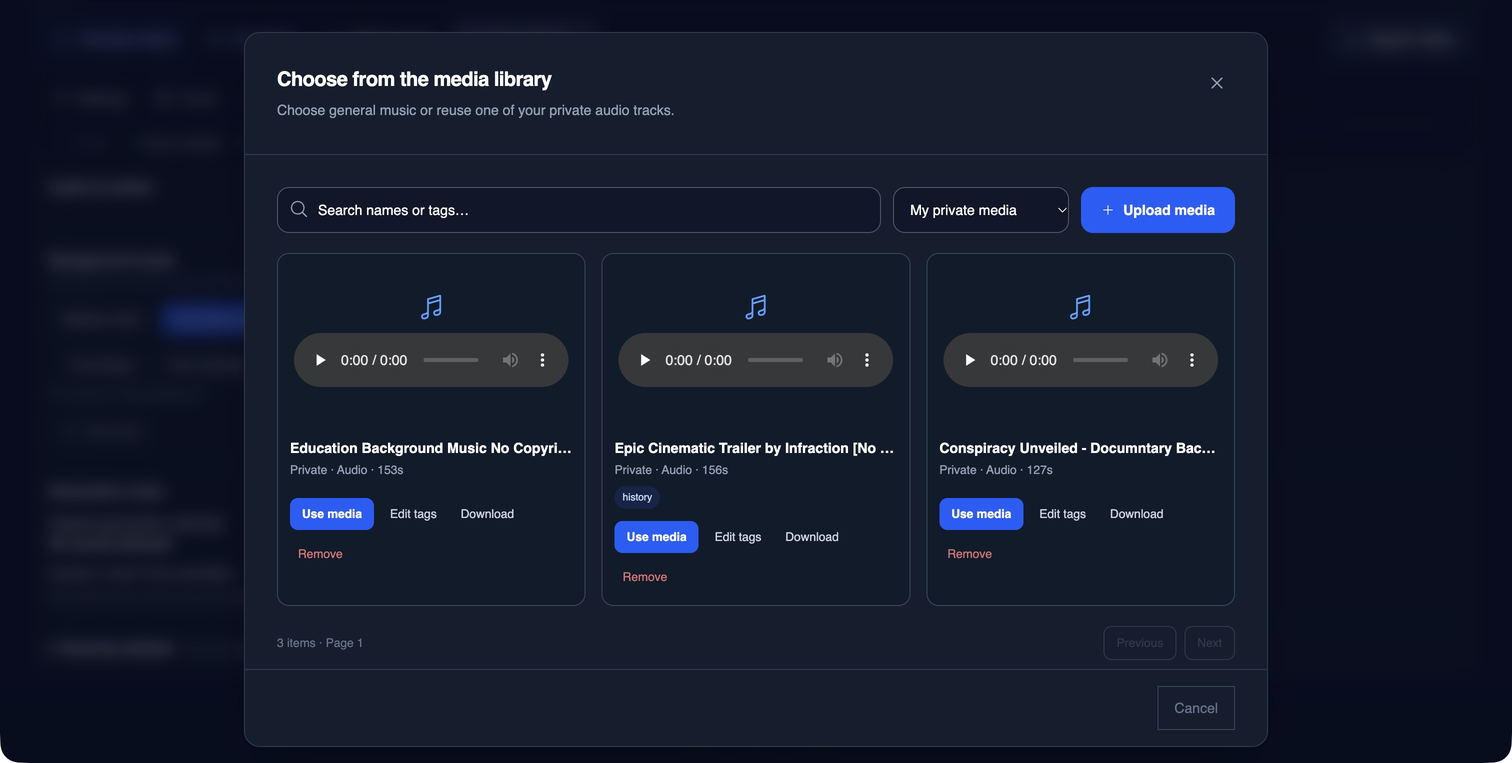 Choose from the media library
Choose general music or reuse one of your private audio tracks.
Search names or tags…
My private media
+ Upload media
0:00 / 0:00
0:00 / 0:00
0:00 / 0:00
Education Background Music No Copyri…
Private · Audio · 153s
Use media Edit tags Download
Remove
Epic Cinematic Trailer by Infraction [No …
Private · Audio · 156s
history
Use media Edit tags Download
Remove
Conspiracy Unveiled - Documntary Bac…
Private · Audio · 127s
Use media Edit tags Download
Remove
3 items · Page 1
Previous Next
Cancel